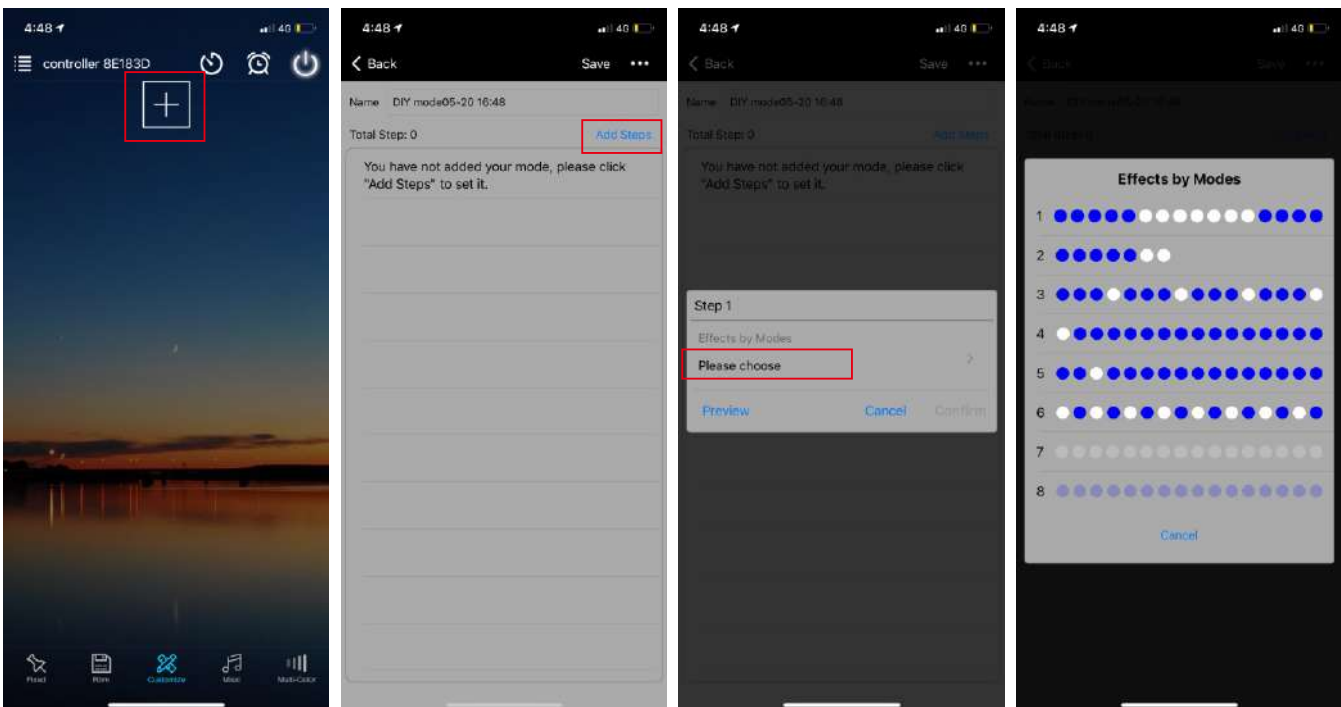 4:48
4G
controller 8E183D
Customize
Music
Multi-Color
4:48
4G
Back
Save
Name DIY mode05-20 16:48
Total Step: 0
Add Steps
You have not added your mode, please click
"Add Steps" to set it.
4:48
4G
Back
Save
Name DIY mode05-20 16:48
Total Step: 0
Add Steps
You have not added your mode, please click
"Add Steps" to set it.
Step 1
Effects by Modes
Please choose
Preview
Cancel
Confirm
4:48
4G
Back
Save
Effects by Modes
1
2
3
4
5
6
7
8
Cancel